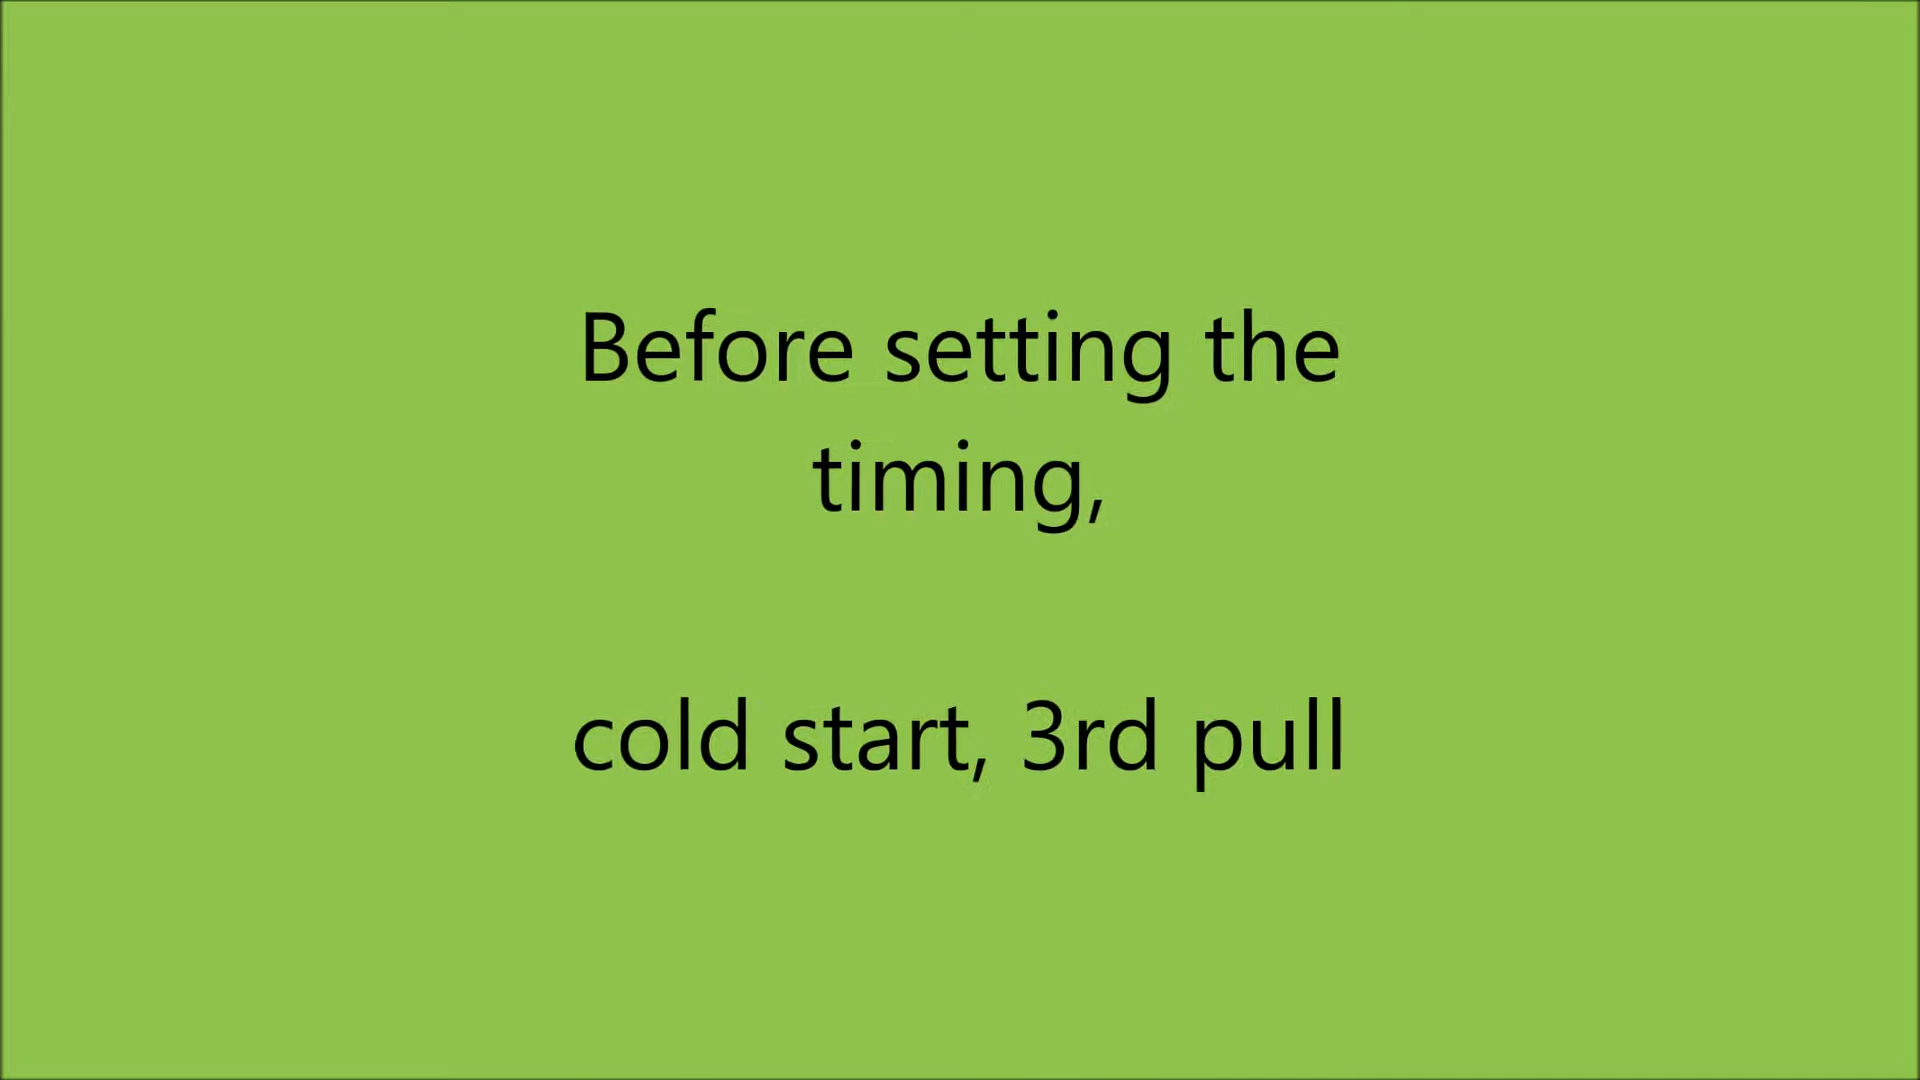 Before setting the
timing,
cold start, 3rd pull